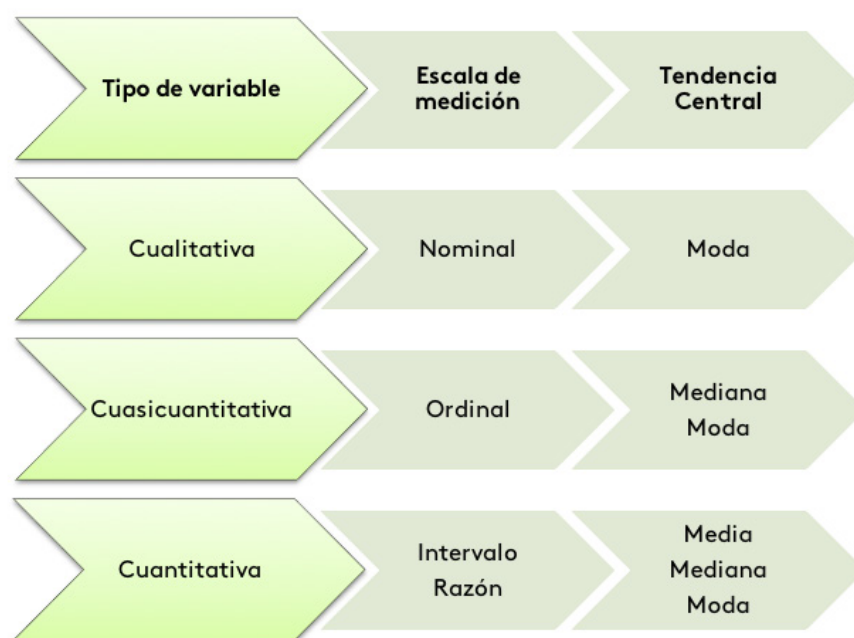 Tipo de variable
Escala de
medición
Tendencia
Central
Cualitativa
Nominal
Moda
Cuasicuantitativa
Ordinal
Mediana
Moda
Cuantitativa
Intervalo
Razón
Media
Mediana
Moda